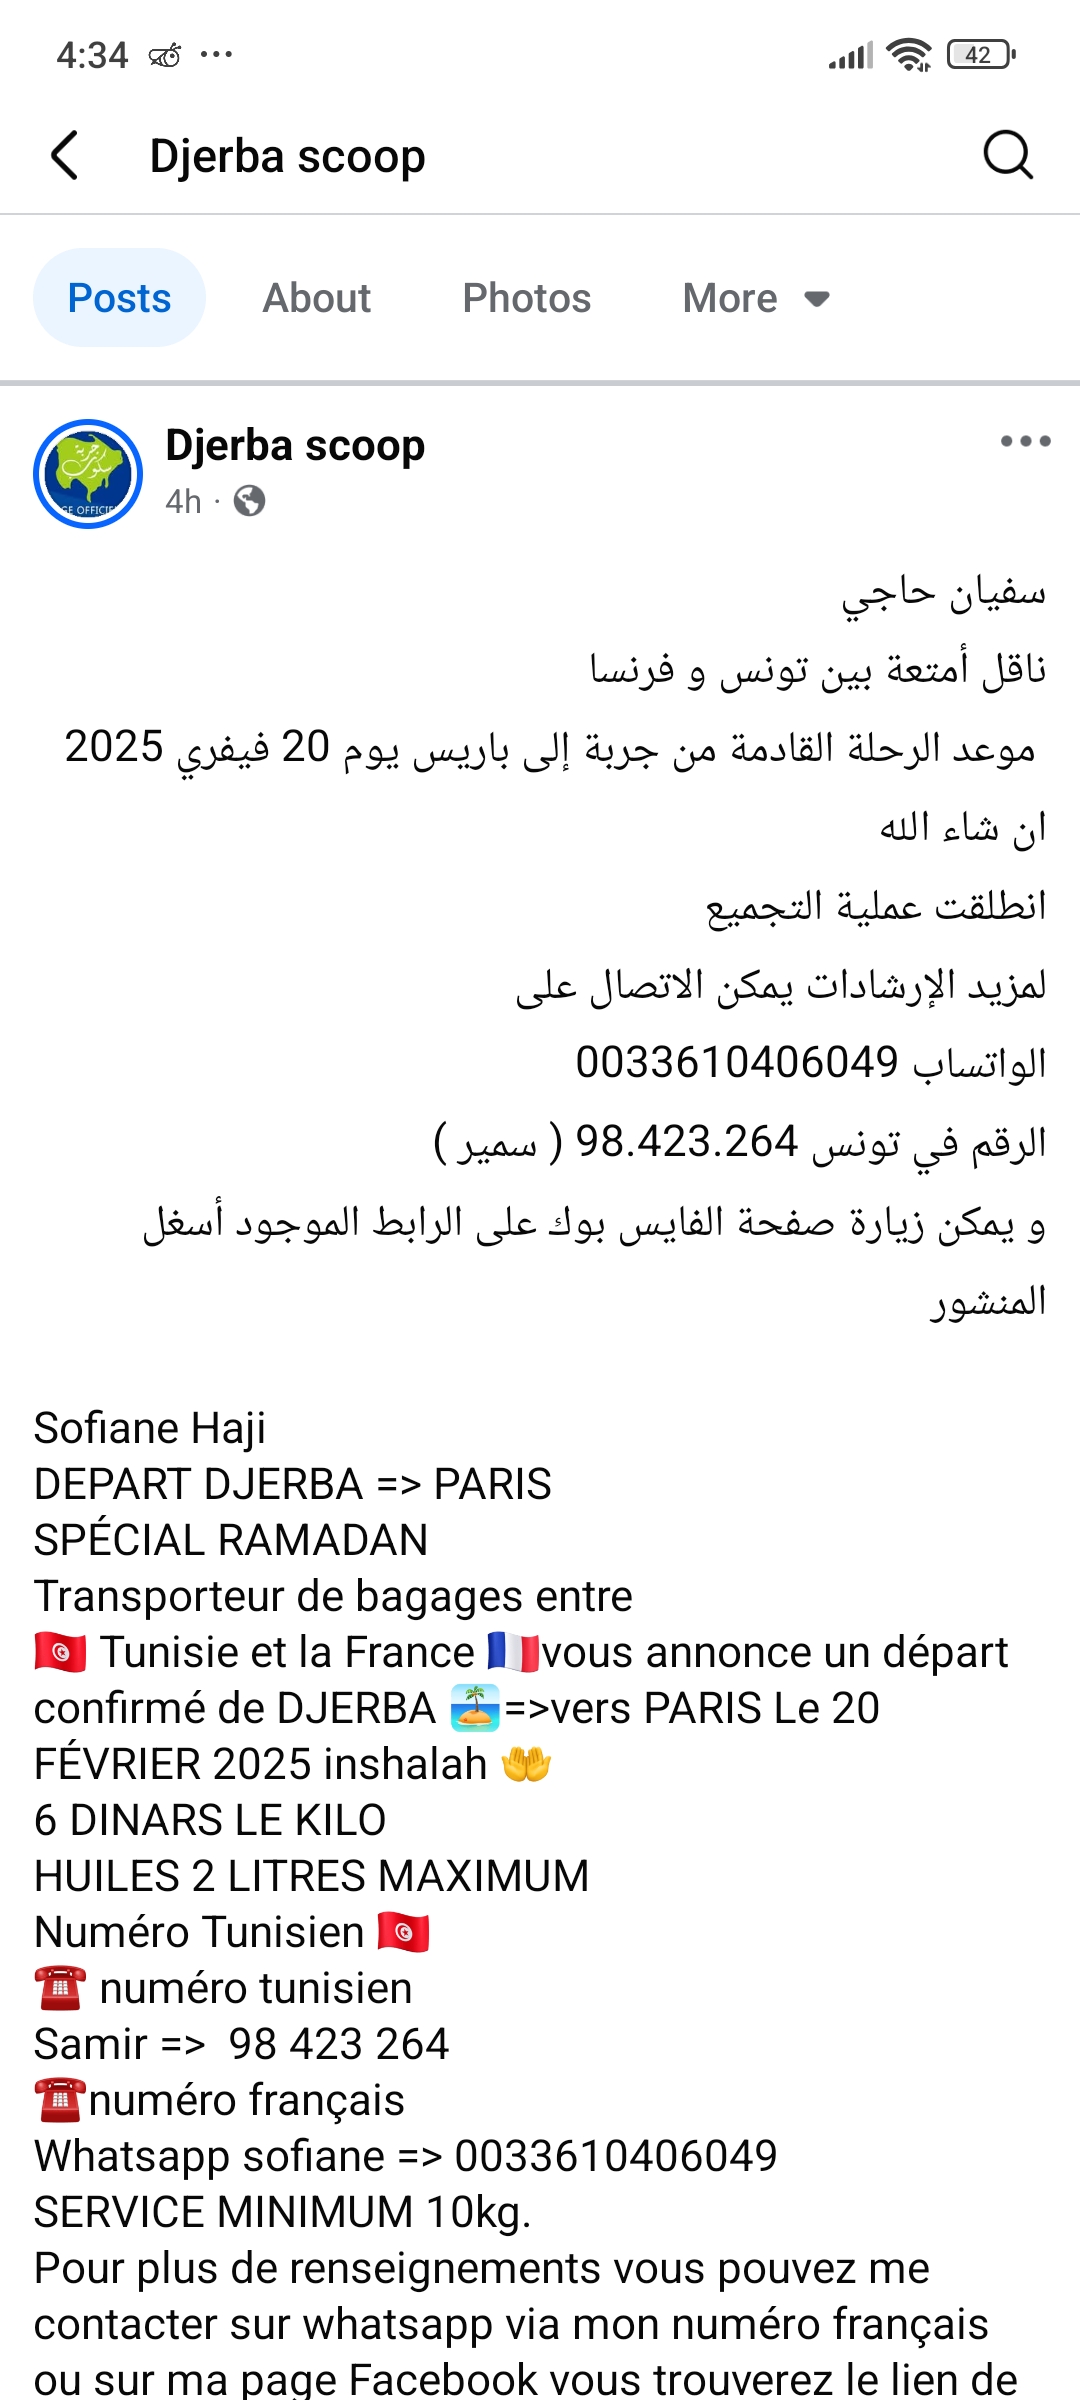 4:34
42
Djerba scoop
Posts
About
Photos
More
Djerba scoop
4h ·
سفيان حاجي
ناقل أمتعة بين تونس و فرنسا
موعد الرحلة القادمة من جربة إلى باريس يوم 20 فيفري 2025
ان شاء الله
انطلقت عملية التجميع
لمزيد الإرشادات يمكن الاتصال على
الواتساب 0033610406049
الرقم في تونس 98.423.264 ( سمير )
و يمكن زيارة صفحة الفايس بوك على الرابط الموجود أسغل
المنشور
Sofiane Haji
DEPART DJERBA => PARIS
SPÉCIAL RAMADAN
Transporteur de bagages entre
🇹🇳 Tunisie et la France 🇫🇷vous annonce un départ
confirmé de DJERBA 🏝️=>vers PARIS Le 20
FÉVRIER 2025 inshalah 🤲
6 DINARS LE KILO
HUILES 2 LITRES MAXIMUM
Numéro Tunisien 🇹🇳
☎️ numéro tunisien
Samir => 98 423 264
☎️numéro français
Whatsapp sofiane => 0033610406049
SERVICE MINIMUM 10kg.
Pour plus de renseignements vous pouvez me
contacter sur whatsapp via mon numéro français
ou sur ma page Facebook vous trouverez le lien de